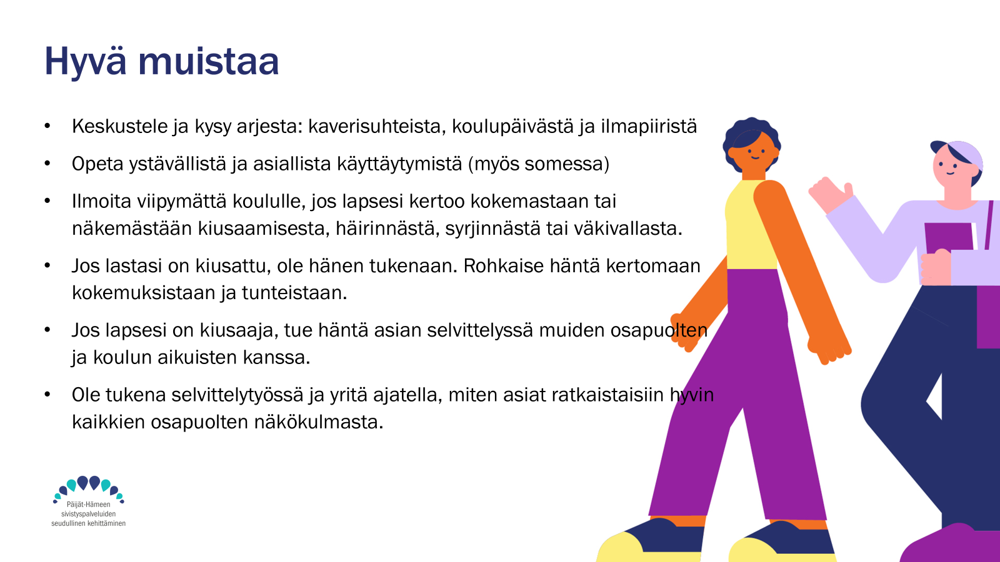 Hyvä muistaa
• Keskustele ja kysy arjesta: kaverisuhteista, koulupäivästä ja ilmapiiristä
• Opeta ystävällistä ja asiallista käyttäytymistä (myös somessa)
• Ilmoita viipymättä koululle, jos lapsesi kertoo kokemastaan tai
näkemästään kiusaamisesta, häirinnästä, syrjinnästä tai väkivallasta.
• Jos lastasi on kiusattu, ole hänen tukenaan. Rohkaise häntä kertomaan
kokemuksistaan ja tunteistaan.
• Jos lapsesi on kiusaaja, tue häntä asian selvittelyssä muiden osapuolten
ja koulun aikuisten kanssa.
• Ole tukena selvittelytyössä ja yritä ajatella, miten asiat ratkaistaisiin hyvin
kaikkien osapuolten näkökulmasta.
Päijät-Hämeen
sivistyspalveluiden
seudullinen kehittäminen